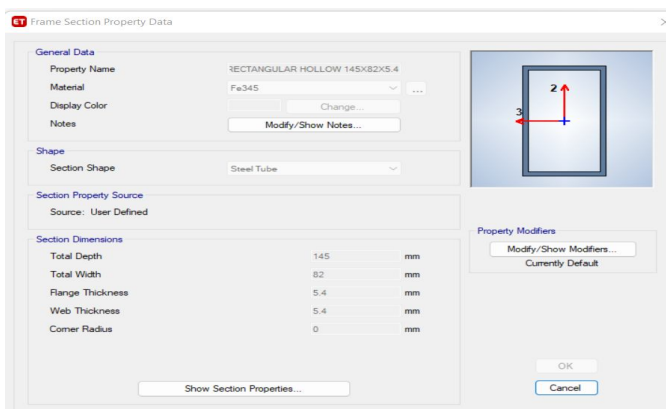 ET Frame Section Property Data
General Data
Property Name RECTANGULAR HOLLOW 145X82X5.4
Material Fe345 ...
Display Color Change...
Notes Modify/Show Notes...
2
3
Shape
Section Shape Steel Tube
Section Property Source
Source: User Defined
Property Modifiers
Modify/Show Modifiers...
Currently Default
Section Dimensions
Total Depth 145 mm
Total Width 82 mm
Flange Thickness 5.4 mm
Web Thickness 5.4 mm
Corner Radius 0 mm
Show Section Properties...
OK
Cancel